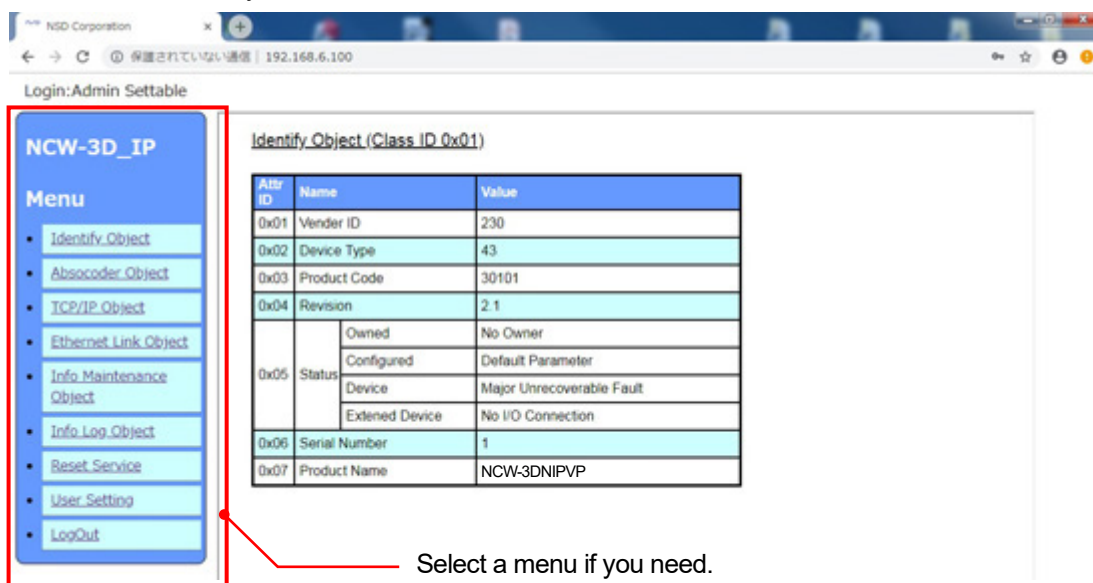 NSD Corporation
保護されていない通信 | 192.168.6.100
Login:Admin Settable
NCW-3D_IP
Menu
Identify Object
Absocoder Object
TCP/IP Object
Ethernet Link Object
Info Maintenance
Object
Info Log Object
Reset Service
User Setting
LogOut
Identify Object (Class ID 0x01)
Attr ID Name Value
0x01 Vender ID 230
0x02 Device Type 43
0x03 Product Code 30101
0x04 Revision 2.1
0x05 Status Owned No Owner
Configured Default Parameter
Device Major Unrecoverable Fault
Extened Device No I/O Connection
0x06 Serial Number 1
0x07 Product Name NCW-3DNIPVP
Select a menu if you need.